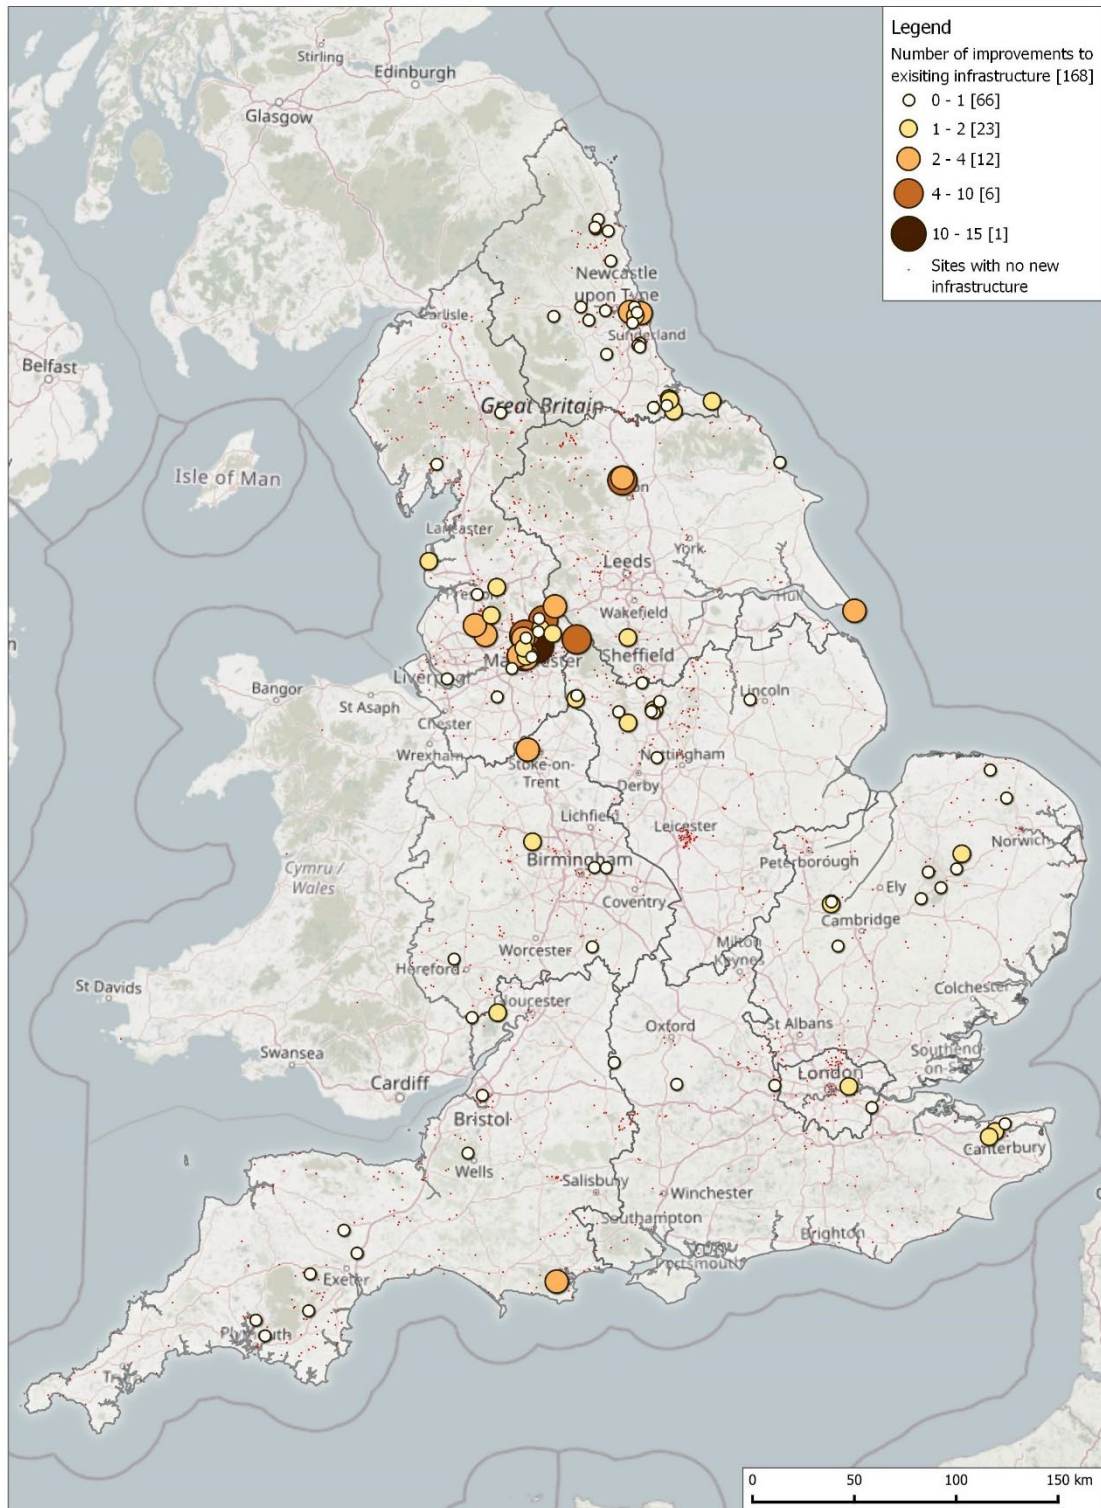 Legend
Number of improvements to
exisiting infrastructure [168]
0 - 1 [66]
1 - 2 [23]
2 - 4 [12]
4 - 10 [6]
10 - 15 [1]
Sites with no new
infrastructure
Stirling
Edinburgh
Glasgow
Newcastle
upon Tyne
Carlisle
Sunderland
Belfast
Great Britain
Isle of Man
Lancaster
York
Leeds
Preston
Hull
Wakefield
Manchester
Sheffield
Liverpool
Bangor
St Asaph
Lincoln
Chester
Wrexham
Stoke-on-
Trent
Nottingham
Derby
Lichfield
Leicester
Norwich
Birmingham
Peterborough
Cymru /
Wales
Ely
Coventry
Cambridge
Worcester
Milton
Keynes
Hereford
St Davids
Colchester
Gloucester
Oxford
St Albans
Swansea
Southend-
on-Sea
Cardiff
London
Bristol
Canterbury
Wells
Salisbury
Winchester
Southampton
Brighton
Portsmouth
Exeter
Plymouth
0 50 100 150 km